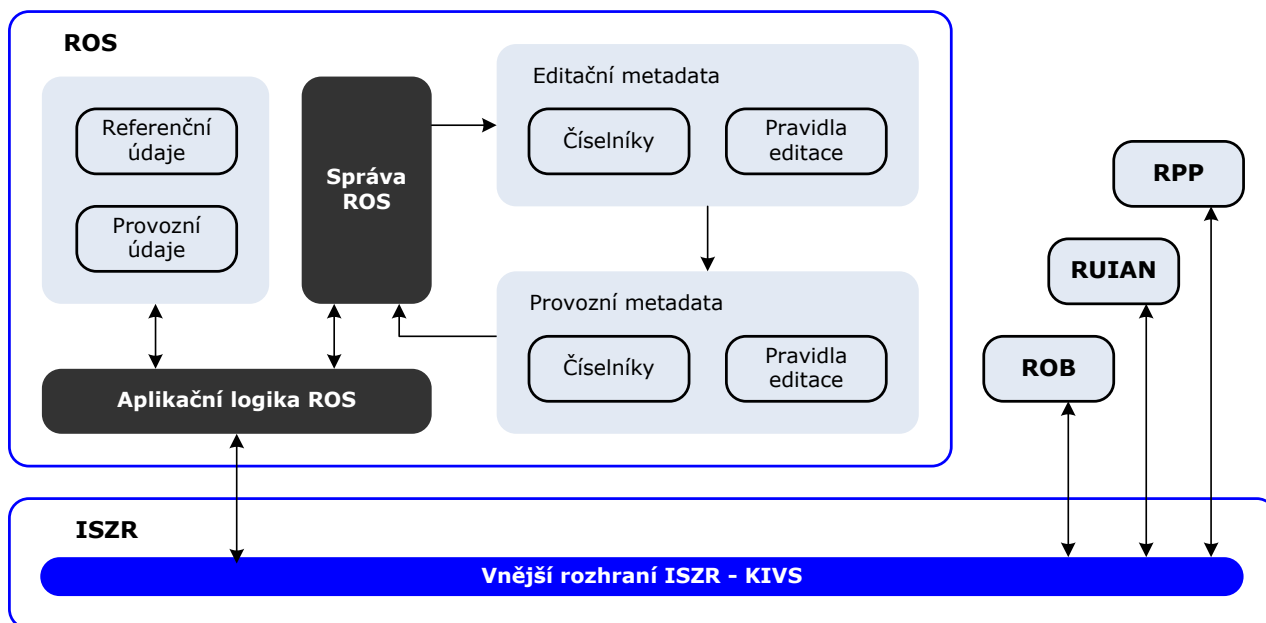 ROS
Referenční
údaje
Provozní
údaje
Správa
ROS
Editační metadata
Číselníky
Pravidla
editace
Provozní metadata
Číselníky
Pravidla
editace
Aplikační logika ROS
RPP
RUIAN
ROB
ISZR
Vnější rozhraní ISZR - KIVS